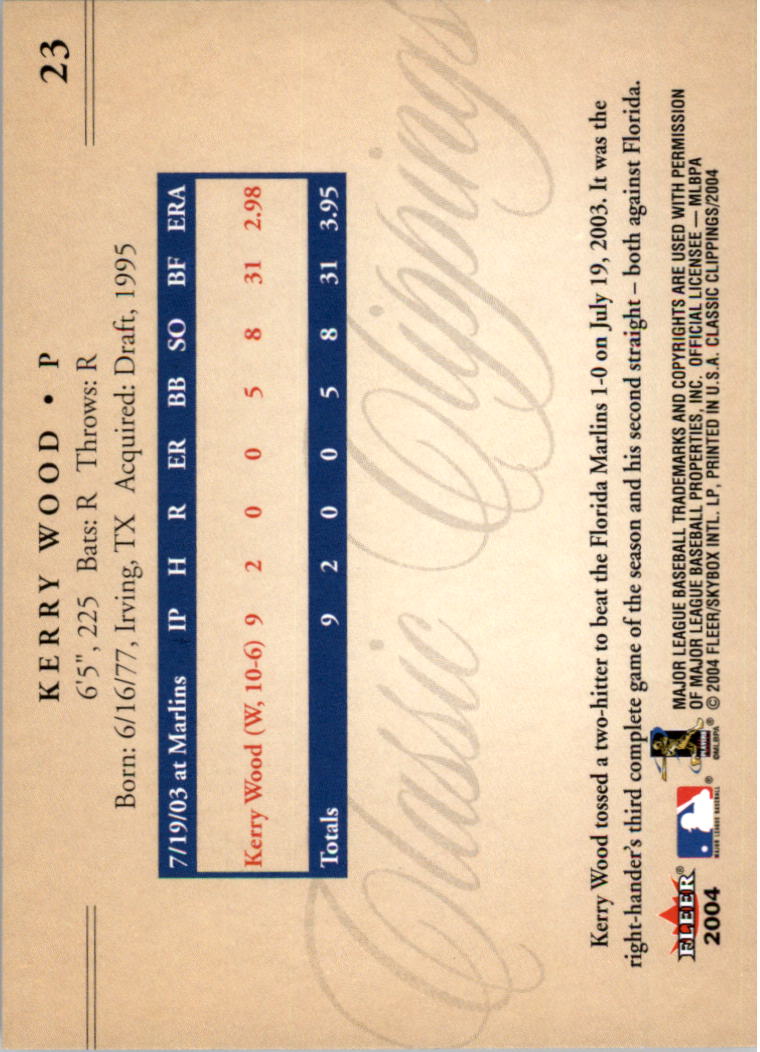 23
KERRY WOOD • P
6'5", 225 Bats: R Throws: R
Born: 6/16/77, Irving, TX Acquired: Draft, 1995
7/19/03 at Marlins IP H R ER BB SO BF ERA
Kerry Wood (W, 10-6) 9 2 0 0 5 8 31 2.98
Totals 9 2 0 0 5 8 31 3.95
Classic Clippings
Kerry Wood tossed a two-hitter to beat the Florida Marlins 1-0 on July 19, 2003. It was the
right-hander's third complete game of the season and his second straight – both against Florida.
FLEER®
2004
MAJOR LEAGUE BASEBALL
®
PLAYERS
®
©MLBPA
MAJOR LEAGUE BASEBALL TRADEMARKS AND COPYRIGHTS ARE USED WITH PERMISSION
OF MAJOR LEAGUE BASEBALL PROPERTIES, INC. OFFICIAL LICENSEE — MLBPA
© 2004 FLEER/SKYBOX INTL. LP, PRINTED IN U.S.A. CLASSIC CLIPPINGS/2004